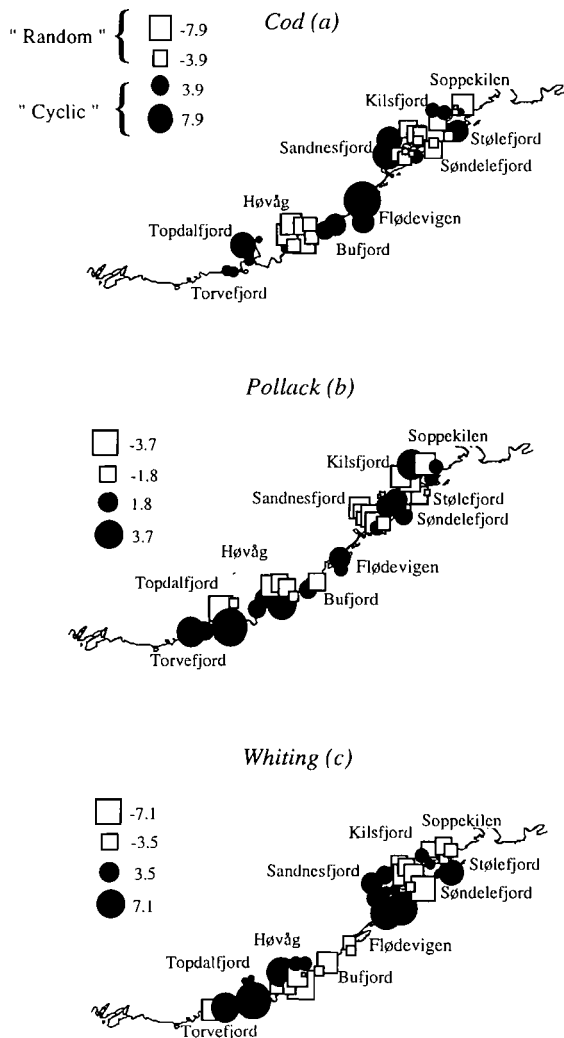 Cod (a)
" Random "
-7.9
-3.9
" Cyclic "
3.9
7.9
Soppekilen
Kilsfjord
Stølefjord
Sandnesfjord
Søndelefjord
Høvåg
Flødevigen
Topdalfjord
Bufjord
Torvefjord
Pollack (b)
-3.7
-1.8
1.8
3.7
Soppekilen
Kilsfjord
Sandnesfjord
Stølefjord
Søndelefjord
Høvåg
Flødevigen
Topdalfjord
Bufjord
Torvefjord
Whiting (c)
-7.1
-3.5
3.5
7.1
Soppekilen
Kilsfjord
Stølefjord
Sandnesfjord
Søndelefjord
Høvåg
Flødevigen
Topdalfjord
Bufjord
Torvefjord